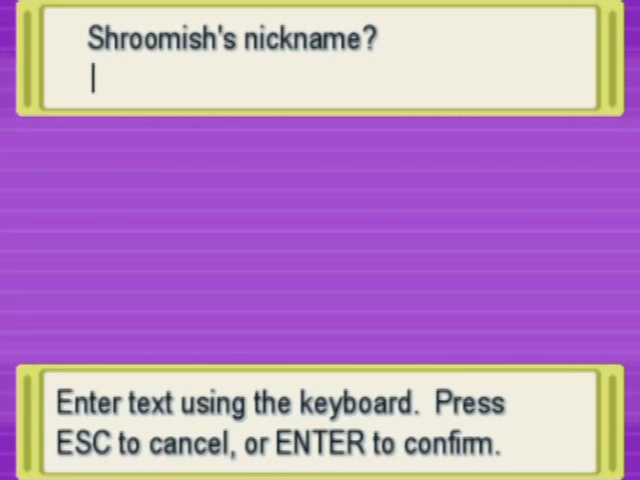 Shroomish's nickname?
Enter text using the keyboard. Press
ESC to cancel, or ENTER to confirm.